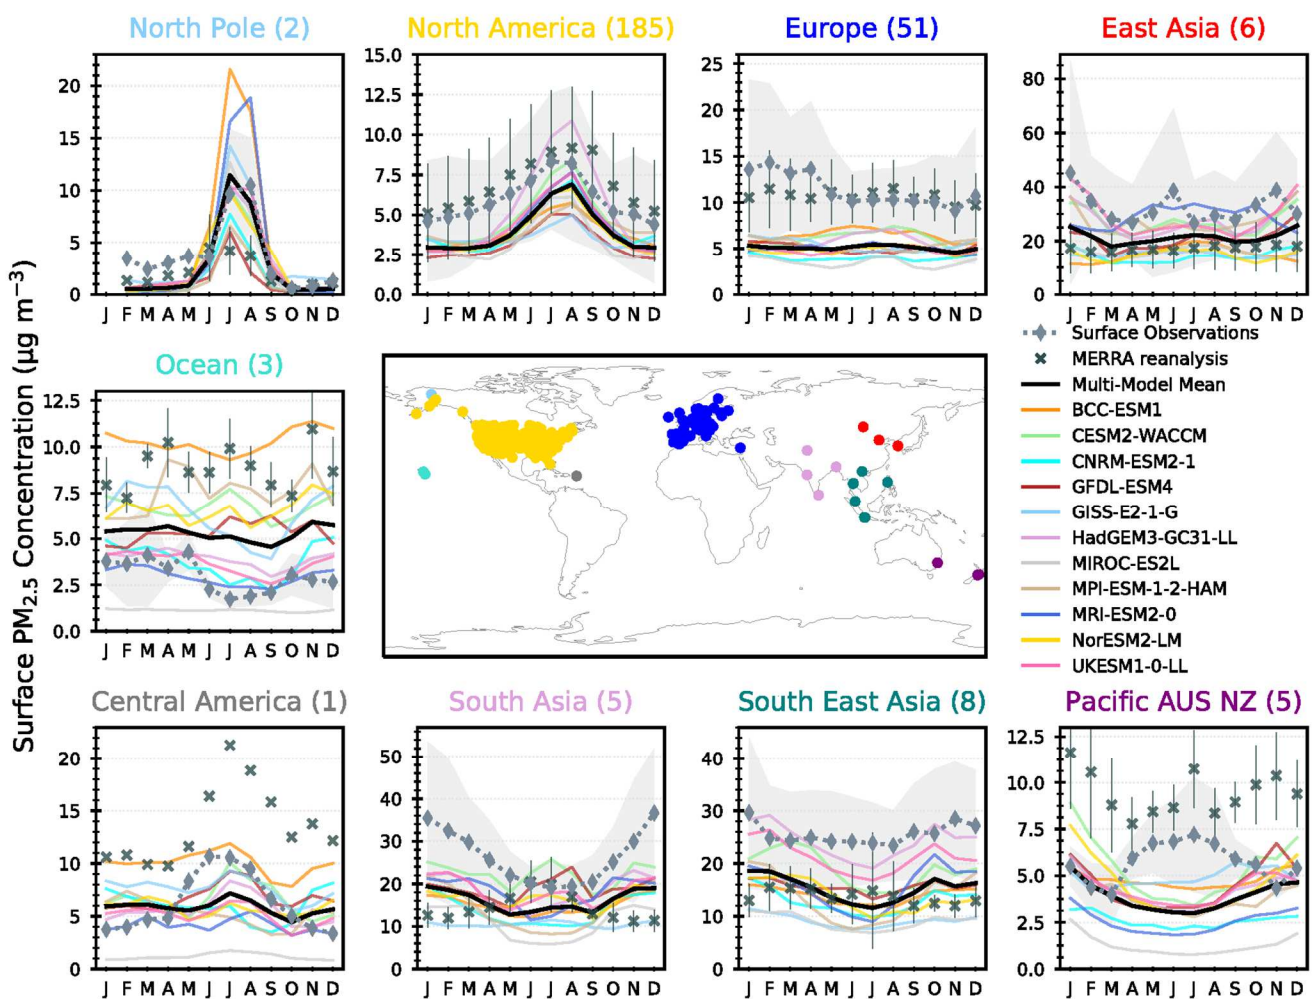 North Pole (2)
North America (185)
Europe (51)
East Asia (6)
20
15
10
5
0
J F M A M J J A S O N D
15.0
12.5
10.0
7.5
5.0
2.5
0.0
J F M A M J J A S O N D
25
20
15
10
5
0
J F M A M J J A S O N D
80
60
40
20
0
J F M A M J J A S O N D
Surface PM2.5 Concentration (μg m−3)
Ocean (3)
12.5
10.0
7.5
5.0
2.5
0.0
J F M A M J J A S O N D
Surface Observations
MERRA reanalysis
Multi-Model Mean
BCC-ESM1
CESM2-WACCM
CNRM-ESM2-1
GFDL-ESM4
GISS-E2-1-G
HadGEM3-GC31-LL
MIROC-ES2L
MPI-ESM-1-2-HAM
MRI-ESM2-0
NorESM2-LM
UKESM1-0-LL
Central America (1)
South Asia (5)
South East Asia (8)
Pacific AUS NZ (5)
20
15
10
5
0
J F M A M J J A S O N D
50
40
30
20
10
0
J F M A M J J A S O N D
40
30
20
10
0
J F M A M J J A S O N D
12.5
10.0
7.5
5.0
2.5
0.0
J F M A M J J A S O N D